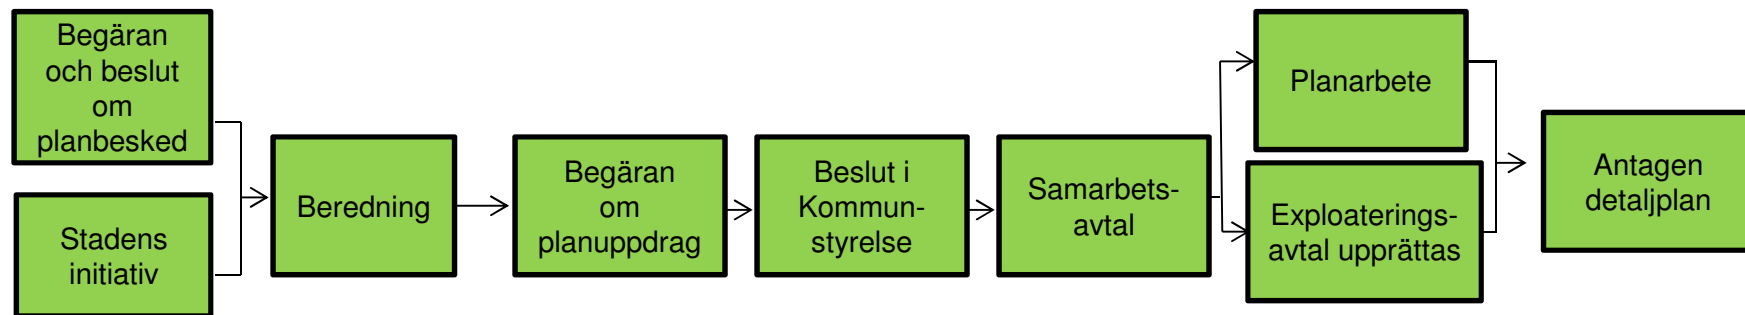 Begäran
och beslut
om
planbesked
Stadens
initiativ
Beredning
Begäran
om
planuppdrag
Beslut i
Kommun-
styrelse
Samarbets-
avtal
Planarbete
Exploaterings-
avtal upprättas
Antagen
detaljplan